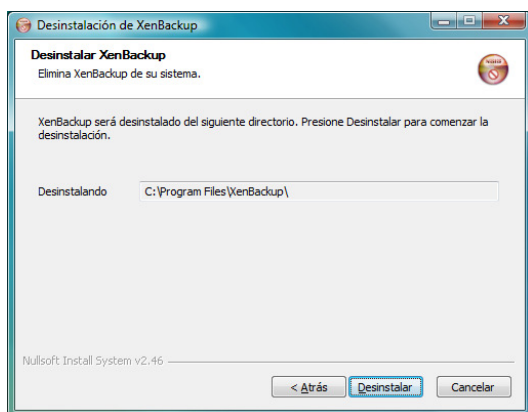 Desinstalación de XenBackup
Desinstalar XenBackup
Elimina XenBackup de su sistema.
XenBackup será desinstalado del siguiente directorio. Presione Desinstalar para comenzar la
desinstalación.
Desinstalando C:\Program Files\XenBackup\
Nullsoft Install System v2.46
< Atrás Desinstalar Cancelar